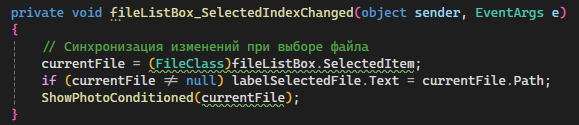 private void fileListBox_SelectedIndexChanged(object sender, EventArgs e)
{
// Синхронизация изменений при выборе файла
currentFile = (FileClass)fileListBox.SelectedItem;
if (currentFile != null) labelSelectedFile.Text = currentFile.Path;
ShowPhotoConditioned(currentFile);
}